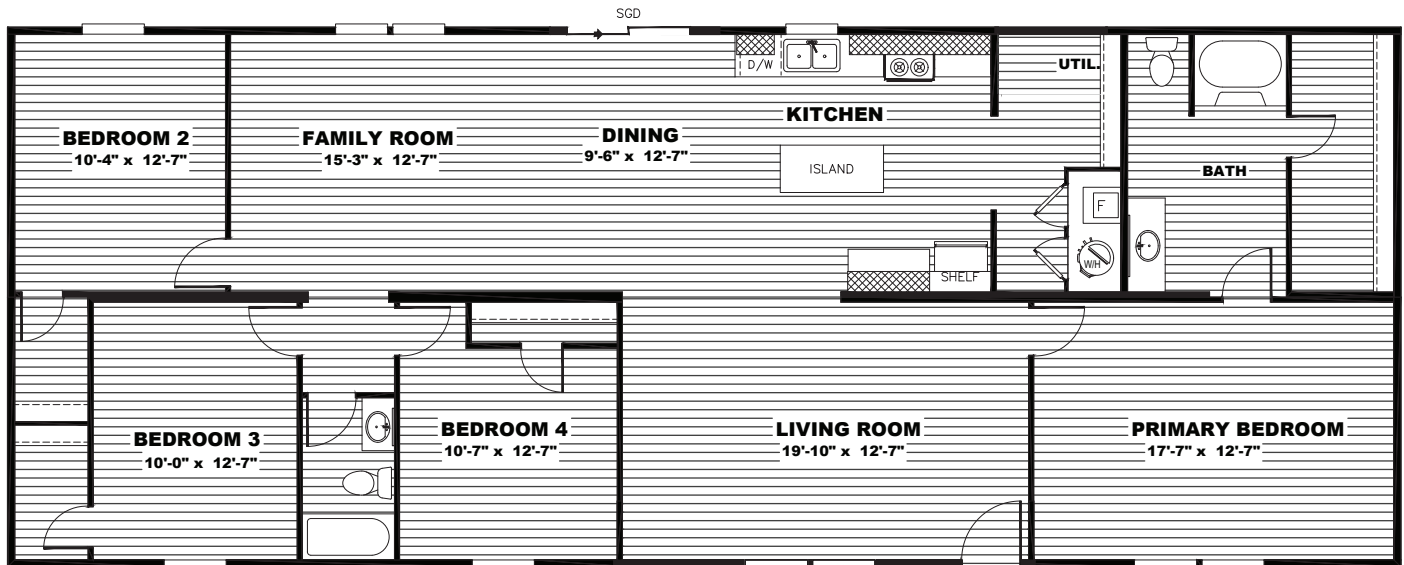 SGD
D/W
UTIL.
KITCHEN
BEDROOM 2
10'-4" x 12'-7"
FAMILY ROOM
15'-3" x 12'-7"
DINING
9'-6" x 12'-7"
ISLAND
BATH
F
W/H
SHELF
BEDROOM 3
10'-0" x 12'-7"
BEDROOM 4
10'-7" x 12'-7"
LIVING ROOM
19'-10" x 12'-7"
PRIMARY BEDROOM
17'-7" x 12'-7"